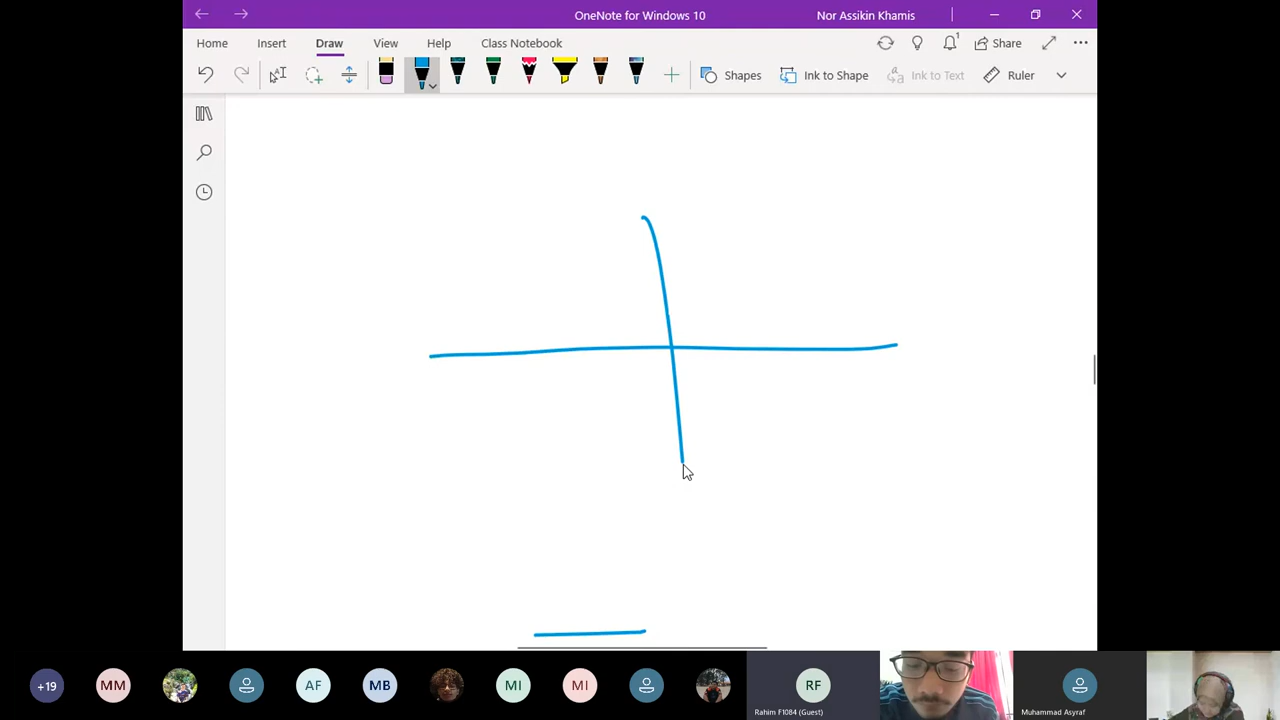 OneNote for Windows 10
Nor Assikin Khamis
Home Insert Draw View Help Class Notebook
1
Share
Shapes
Ink to Shape
Ink to Text
Ruler
+19
MM
AF
MB
MI
MI
RF
Rahim F1084 (Guest)
Muhammad Asyraf